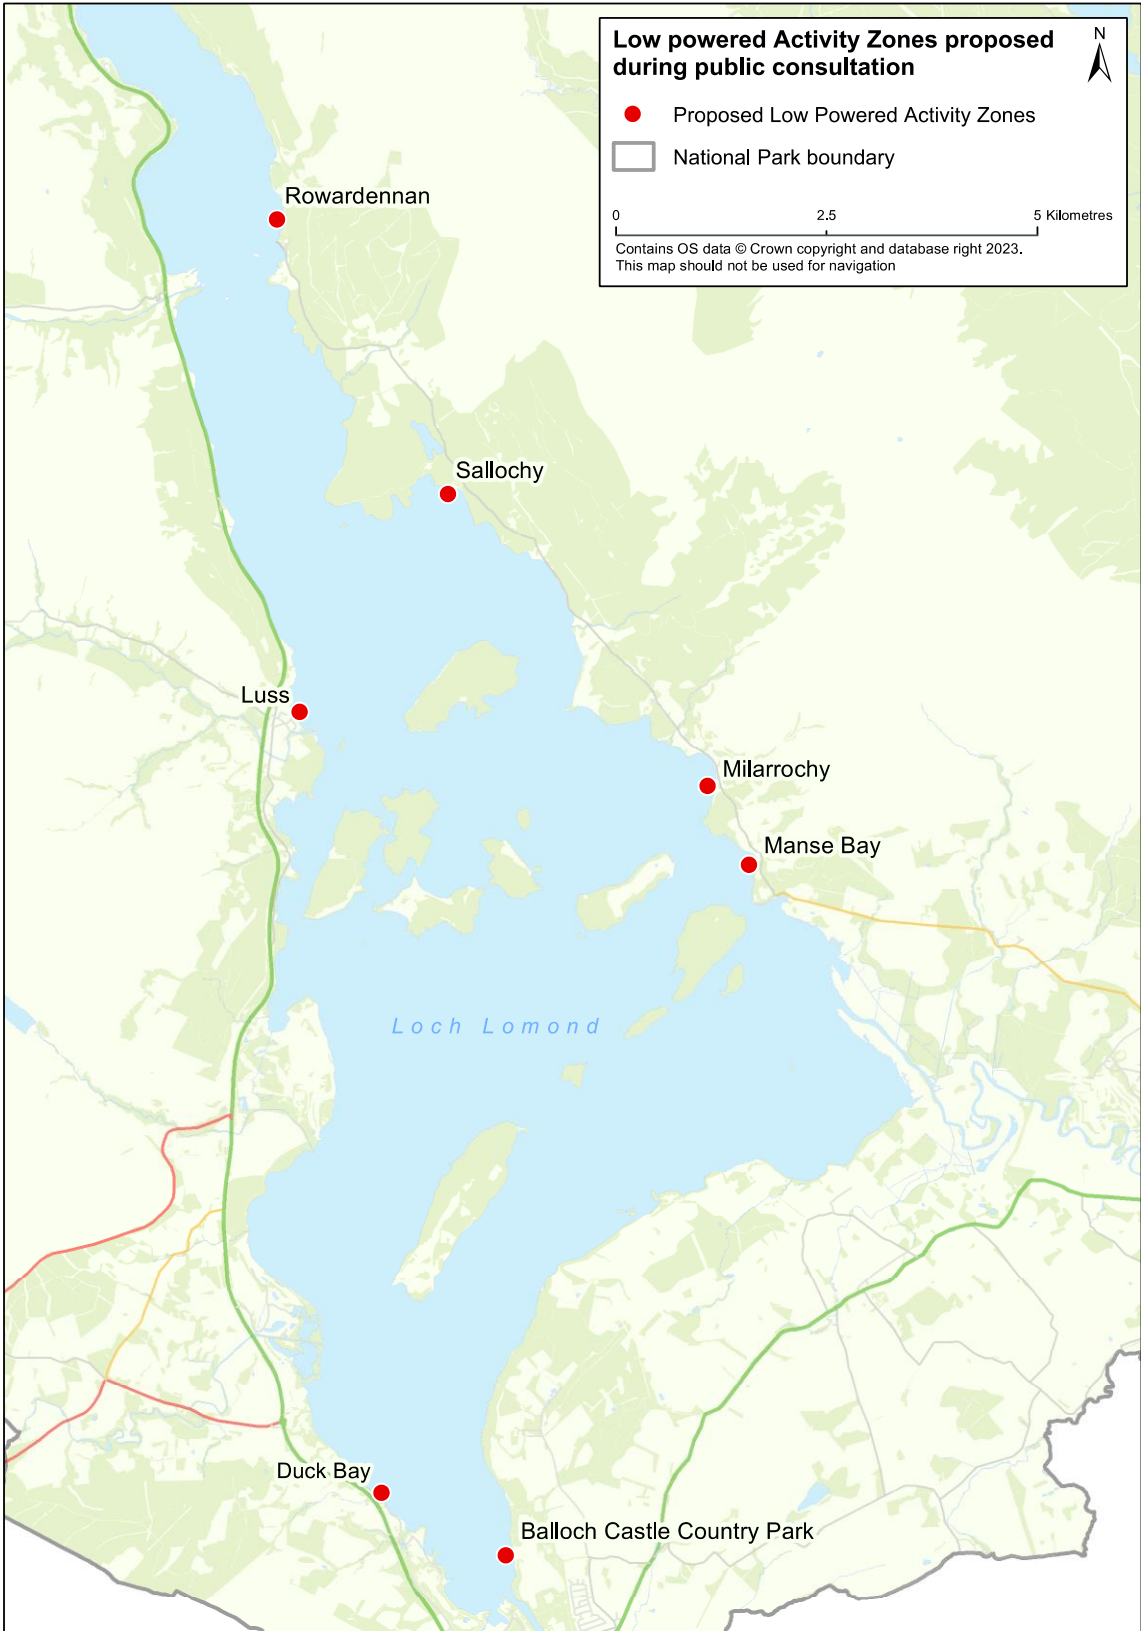 Low powered Activity Zones proposed
during public consultation
N
Proposed Low Powered Activity Zones
National Park boundary
0 2.5 5 Kilometres
Contains OS data © Crown copyright and database right 2023.
This map should not be used for navigation
Rowardennan
Sallochy
Luss
Milarrochy
Manse Bay
Loch Lomond
Duck Bay
Balloch Castle Country Park